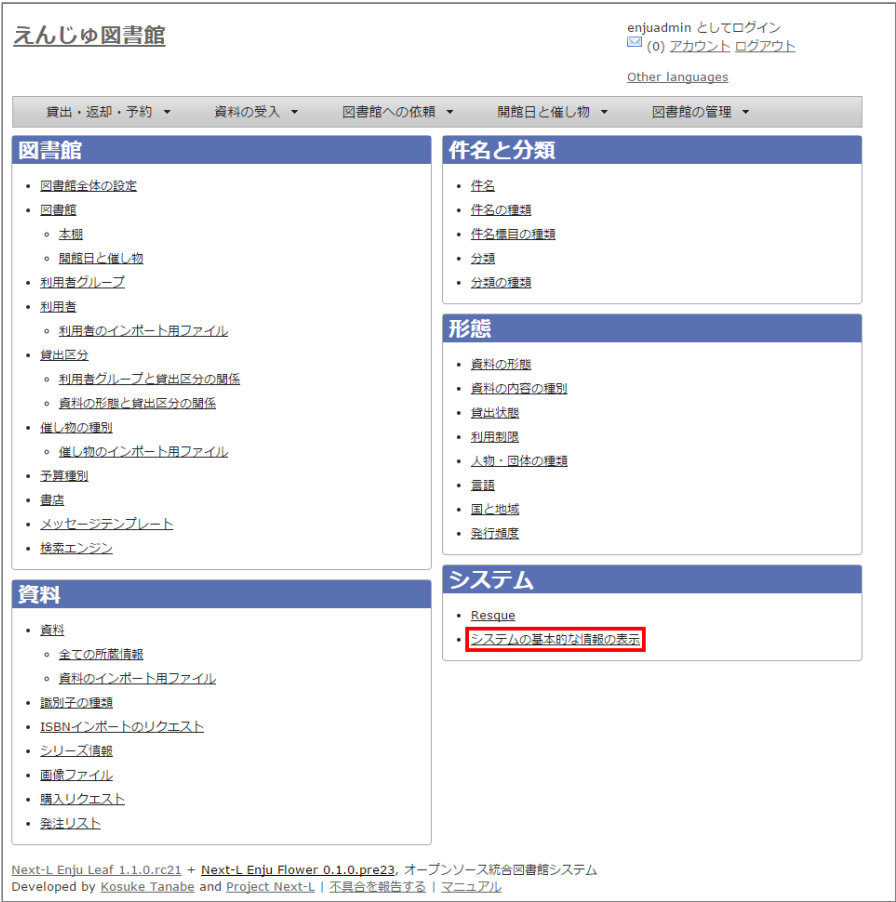 えんじゅ図書館
enjuadmin としてログイン
(0) アカウント ログアウト
Other languages
貸出・返却・予約 ▼ 資料の受入 ▼ 図書館への依頼 ▼ 開館日と催し物 ▼ 図書館の管理 ▼
図書館
・ 図書館全体の設定
・ 図書館
◦ 本棚
◦ 開館日と催し物
・ 利用者グループ
・ 利用者
◦ 利用者のインポート用ファイル
・ 貸出区分
◦ 利用者グループと貸出区分の関係
◦ 資料の形態と貸出区分の関係
・ 催し物の種別
◦ 催し物のインポート用ファイル
・ 予算種別
・ 書店
・ メッセージテンプレート
・ 検索エンジン
資料
・ 資料
◦ 全ての所蔵情報
◦ 資料のインポート用ファイル
・ 識別子の種類
・ ISBNインポートのリクエスト
・ シリーズ情報
・ 画像ファイル
・ 購入リクエスト
・ 発注リスト
件名と分類
・ 件名
・ 件名の種類
・ 件名標目の種類
・ 分類
・ 分類の種類
形態
・ 資料の形態
・ 資料の内容の種別
・ 貸出状態
・ 利用制限
・ 人物・団体の種類
・ 言語
・ 国と地域
・ 発行頻度
システム
・ Resque
・ システムの基本的な情報の表示
Next-L Enju Leaf 1.1.0.rc21 + Next-L Enju Flower 0.1.0.pre23, オープンソース統合図書館システム
Developed by Kosuke Tanabe and Project Next-L | 不具合を報告する | マニュアル